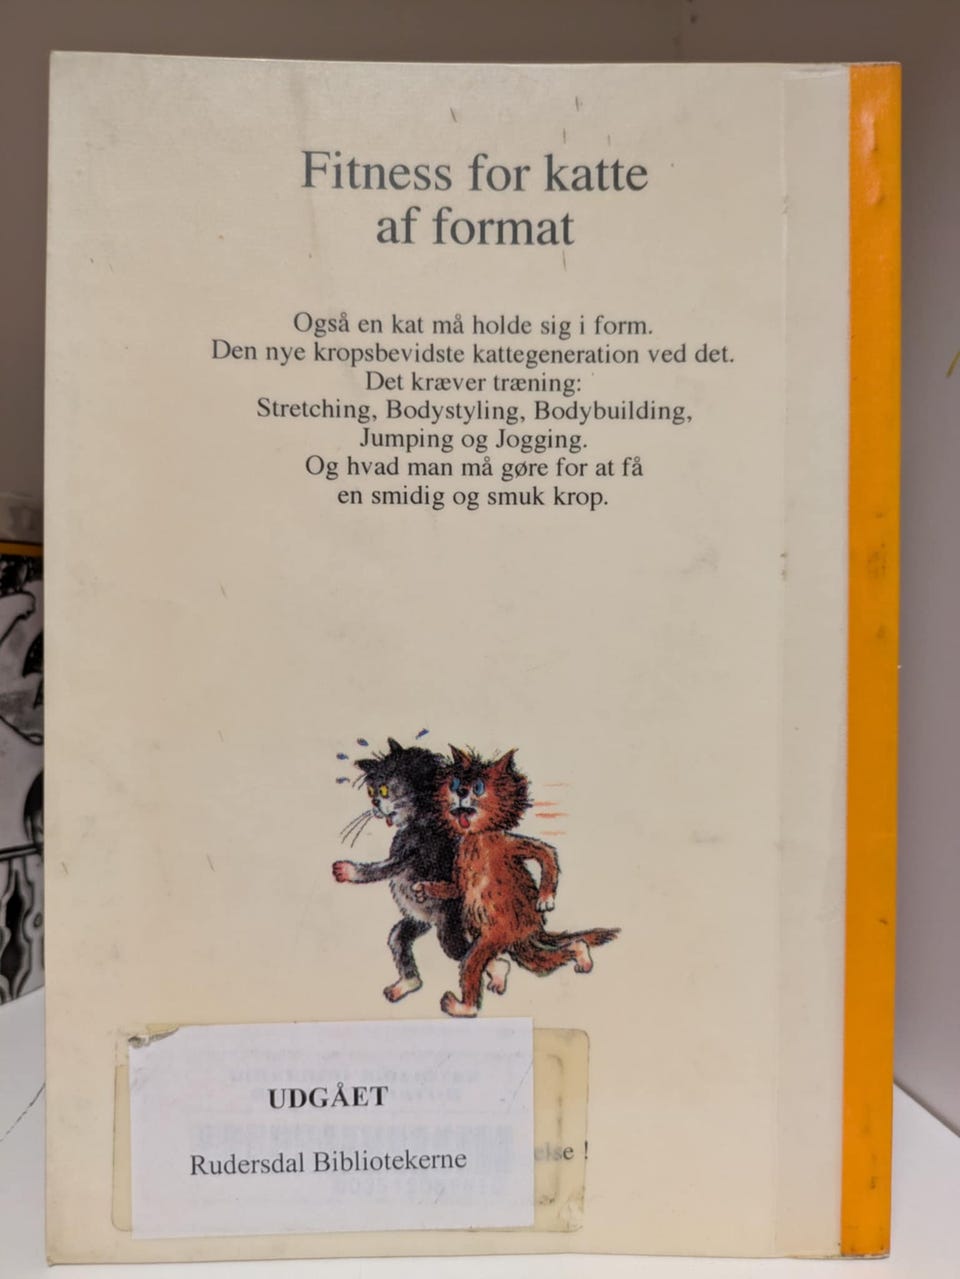 Fitness for katte
af format
Også en kat må holde sig i form.
Den nye kropsbevidste kattegeneration ved det.
Det kræver træning:
Stretching, Bodystyling, Bodybuilding,
Jumping og Jogging.
Og hvad man må gøre for at få
en smidig og smuk krop.
UDGÅET
Rudersdal Bibliotekerne